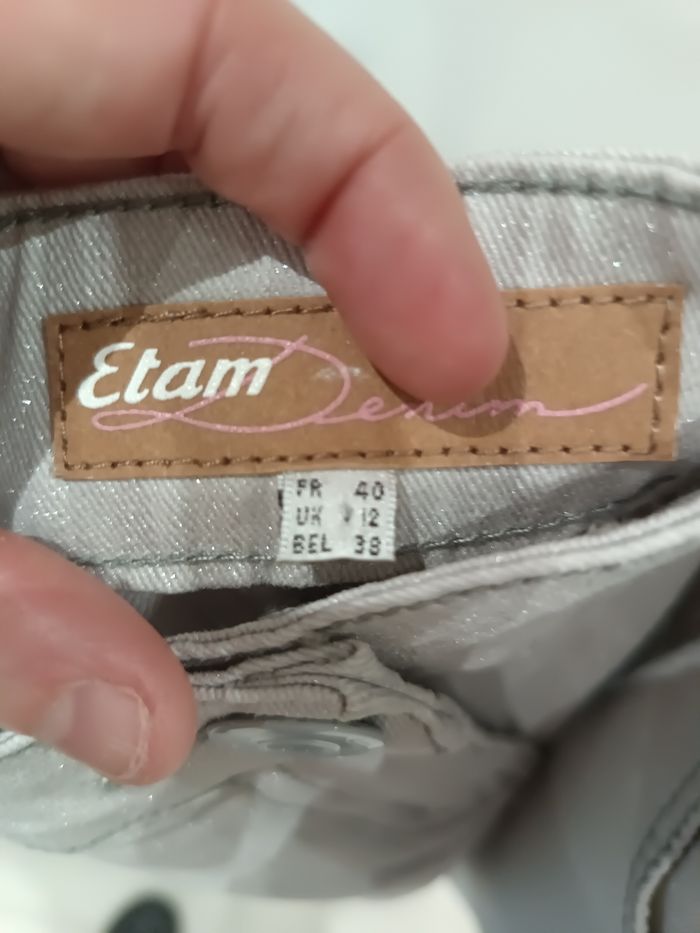 Etam Denim
FR 40
UK 12
BEL 38